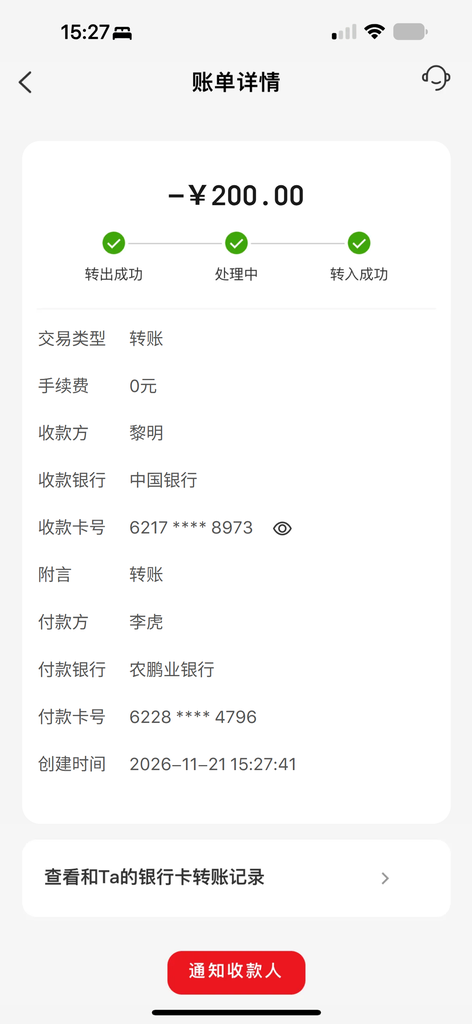 15:27
账单详情
-¥200.00
转出成功 处理中 转入成功
交易类型 转账
手续费 0元
收款方 黎明
收款银行 中国银行
收款卡号 6217 **** 8973
附言 转账
付款方 李虎
付款银行 农鹏业银行
付款卡号 6228 **** 4796
创建时间 2026-11-21 15:27:41
查看和Ta的银行卡转账记录
通知收款人